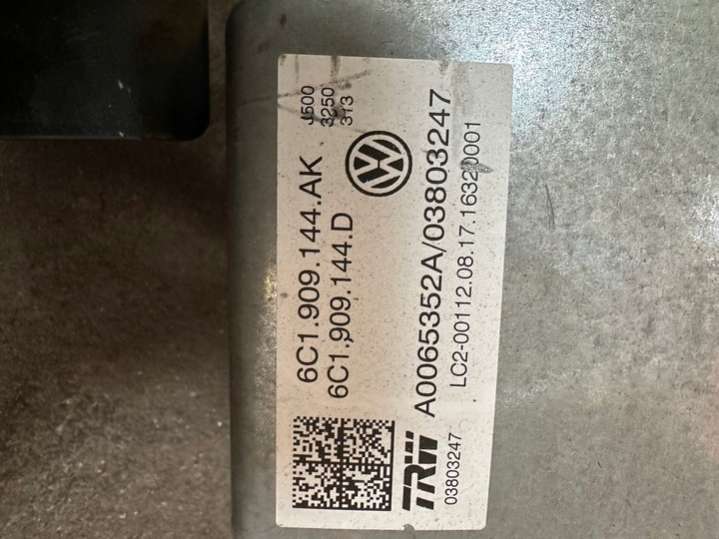 6C1.909.144.AK
6C1.909.144.D
J500
3250
313
TRW
A0065352A/03803247
03803247
LC2-00112.08.17.16320001